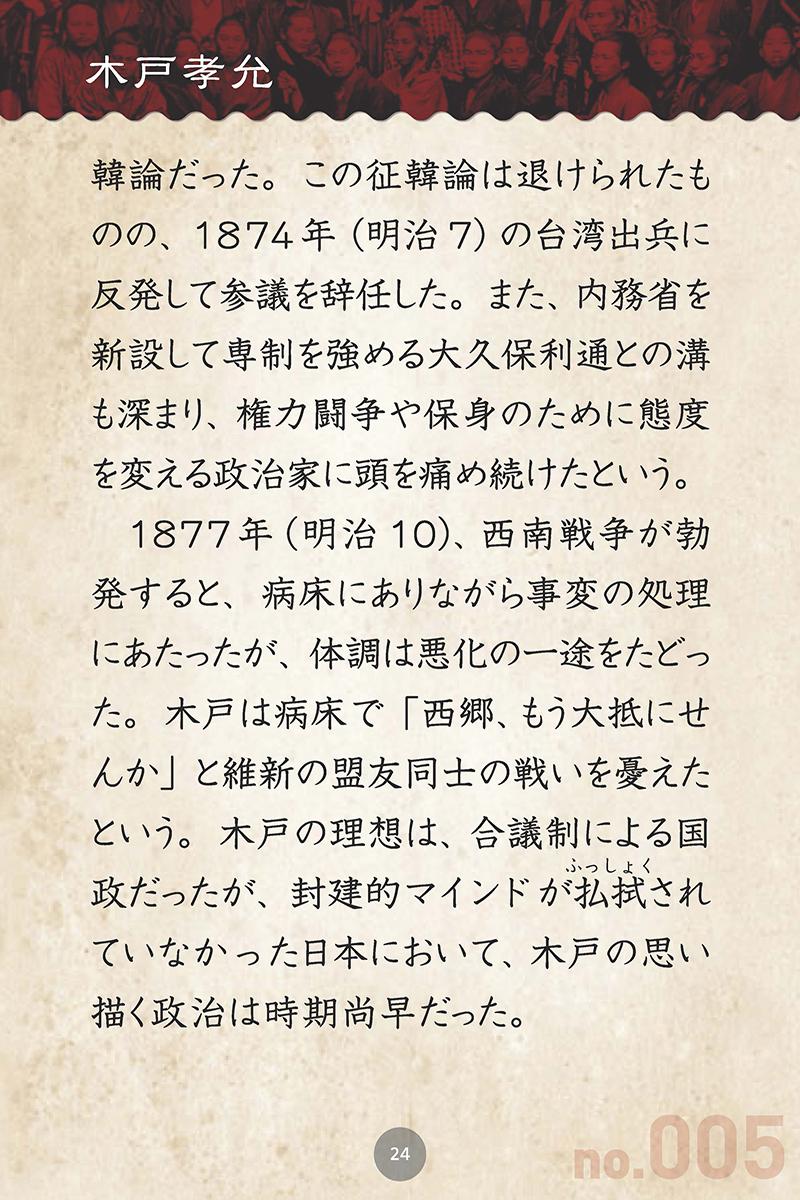 木戸孝允
韓論だった。この征韓論は退けられたも
のの、1874年（明治7）の台湾出兵に
反発して参議を辞任した。また、内務省を
新設して専制を強める大久保利通との溝
も深まり、権力闘争や保身のために態度
を変える政治家に頭を痛め続けたという。
1877年（明治10）、西南戦争が勃
発すると、病床にありながら事変の処理
にあたったが、体調は悪化の一途をたどっ
た。木戸は病床で「西郷、もう大抵にせ
んか」と維新の盟友同士の戦いを憂えた
という。木戸の理想は、合議制による国
ふっしょく
政だったが、封建的マインドが払拭され
ていなかった日本において、木戸の思い
描く政治は時期尚早だった。
24
no.005